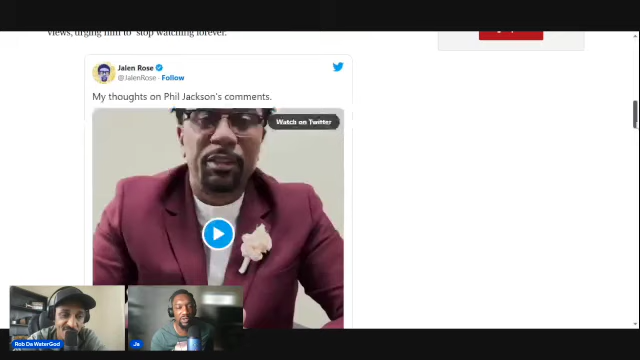 views, urging him to "stop watching forever."
Jalen Rose
@JalenRose · Follow
My thoughts on Phil Jackson's comments.
Watch on Twitter
Rob Da WaterGod
Ja